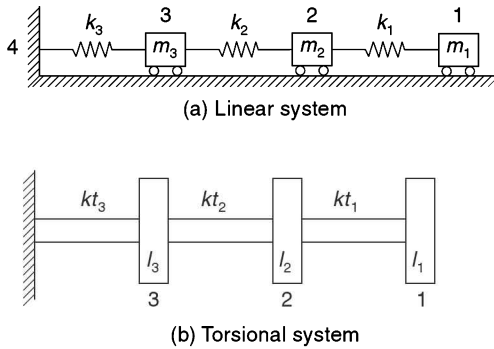 k₃ 3 k₂ 2 k₁ 1
4 m₃ m₂ m₁
(a) Linear system
kt₃ kt₂ kt₁
I₃ I₂ I₁
3 2 1
(b) Torsional system